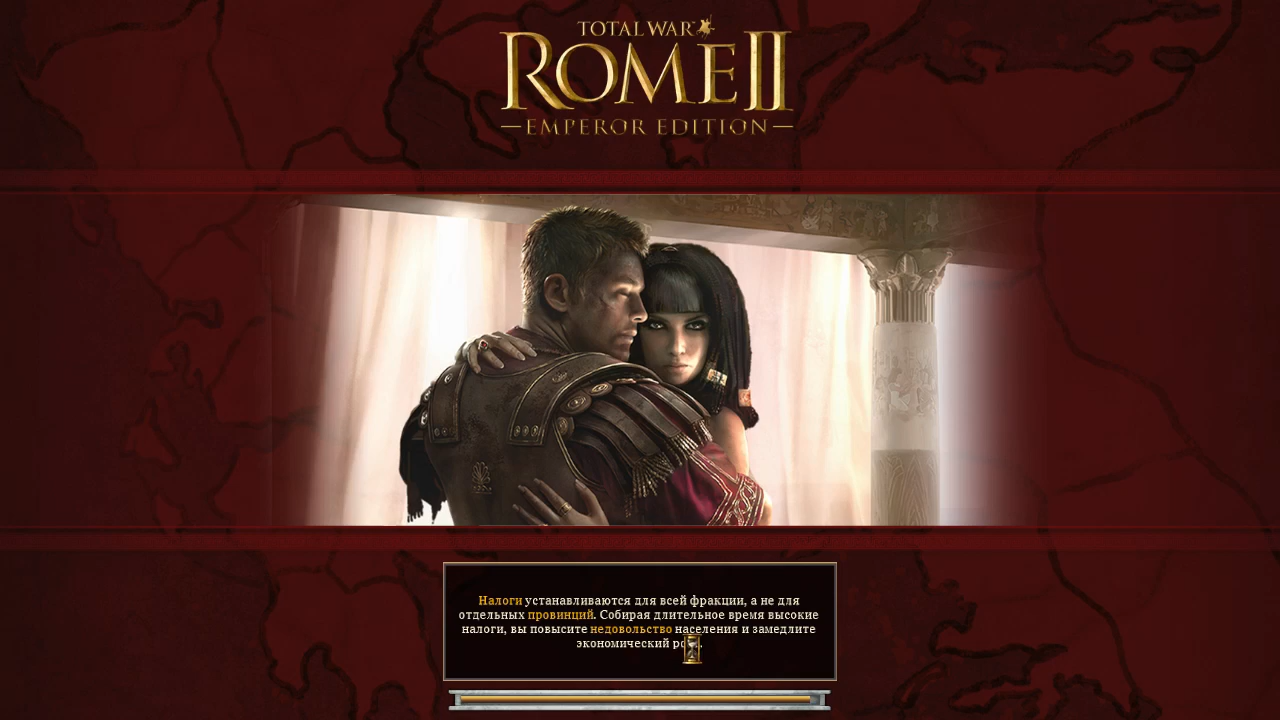 TOTAL WAR
ROME II
EMPEROR EDITION
Налоги устанавливаются для всей фракции, а не для
отдельных провинций. Собирая длительное время высокие
налоги, вы повысите недовольство населения и замедлите
экономический